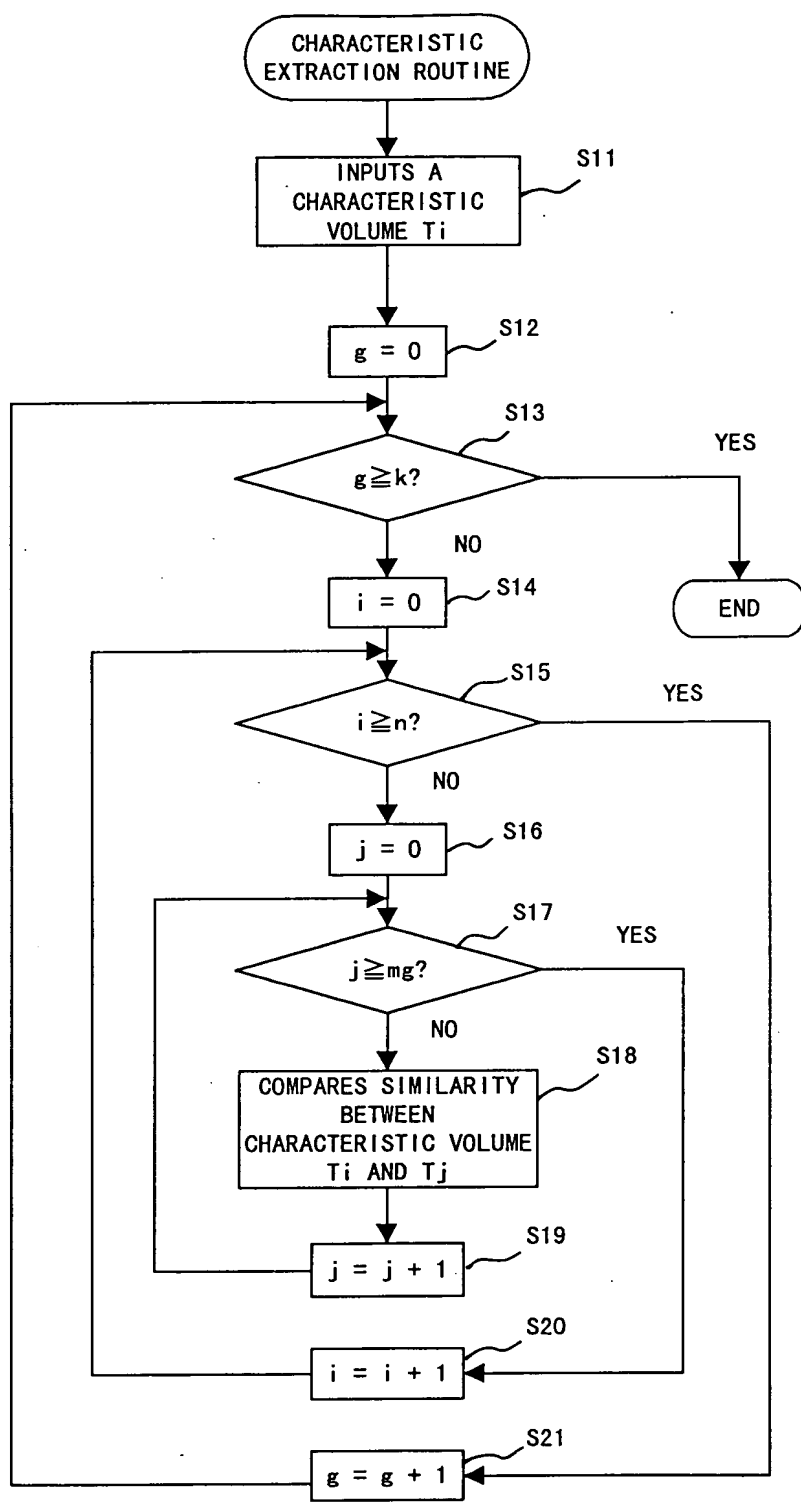 CHARACTERISTIC
EXTRACTION ROUTINE
S11
INPUTS A
CHARACTERISTIC
VOLUME Ti
S12
g = 0
S13
YES
g≧k?
NO
S14
i = 0
END
S15
YES
i≧n?
NO
S16
j = 0
S17
YES
j≧mg?
NO
S18
COMPARES SIMILARITY
BETWEEN
CHARACTERISTIC VOLUME
Ti AND Tj
S19
j = j + 1
S20
i = i + 1
S21
g = g + 1